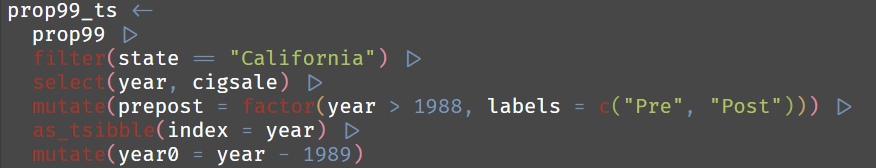 prop99_ts <-
prop99 |>
filter(state == "California") |>
select(year, cigsale) |>
mutate(prepost = factor(year > 1988, labels = c("Pre", "Post"))) |>
as_tsibble(index = year) |>
mutate(year0 = year - 1989)